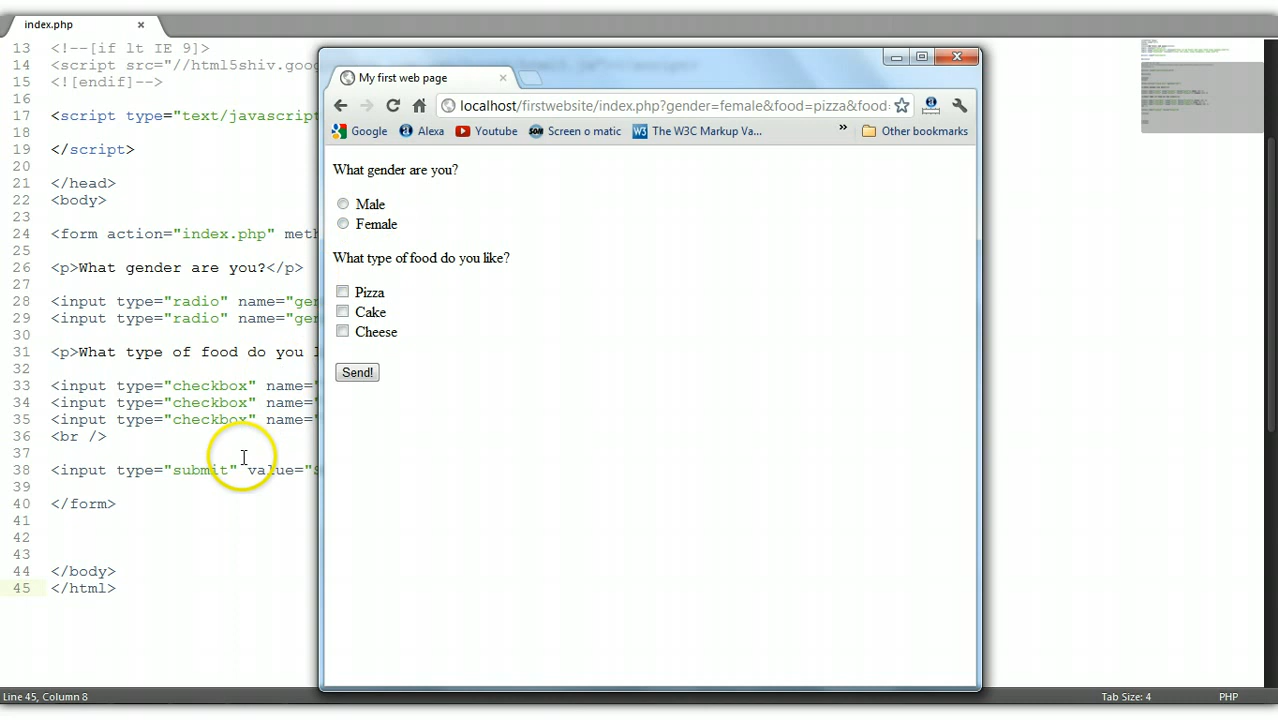 index.php ×
13 <!--[if lt IE 9]>
14 <script src="//html5shiv.goog
15 <![endif]-->
16
17 <script type="text/javascript
18
19 </script>
20
21 </head>
22 <body>
23
24 <form action="index.php" meth
25
26 <p>What gender are you?</p>
27
28 <input type="radio" name="gen
29 <input type="radio" name="gen
30
31 <p>What type of food do you l
32
33 <input type="checkbox" name="
34 <input type="checkbox" name="
35 <input type="checkbox" name="
36 <br />
37
38 <input type="submit" value="S
39
40 </form>
41
42
43
44 </body>
45 </html>
My first web page ×
localhost/firstwebsite/index.php?gender=female&food=pizza&food
Google Alexa Youtube Screen o matic The W3C Markup Va... » Other bookmarks
What gender are you?
Male
Female
What type of food do you like?
Pizza
Cake
Cheese
Send!
Line 45, Column 8 Tab Size: 4 PHP